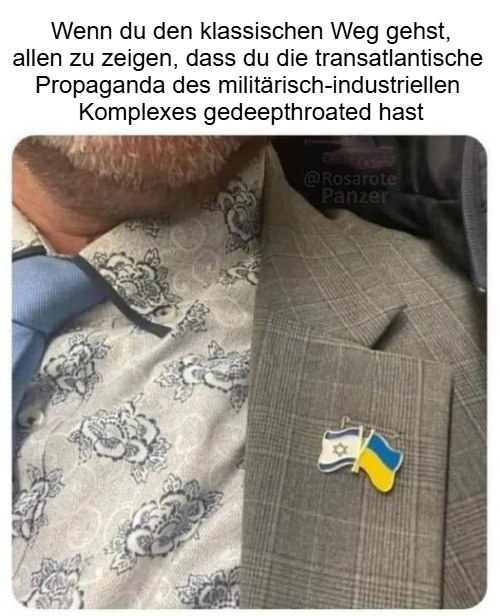 Wenn du den klassischen Weg gehst,
allen zu zeigen, dass du die transatlantische
Propaganda des militärisch-industriellen
Komplexes gedeepthroated hast
@Rosarote
Panzer